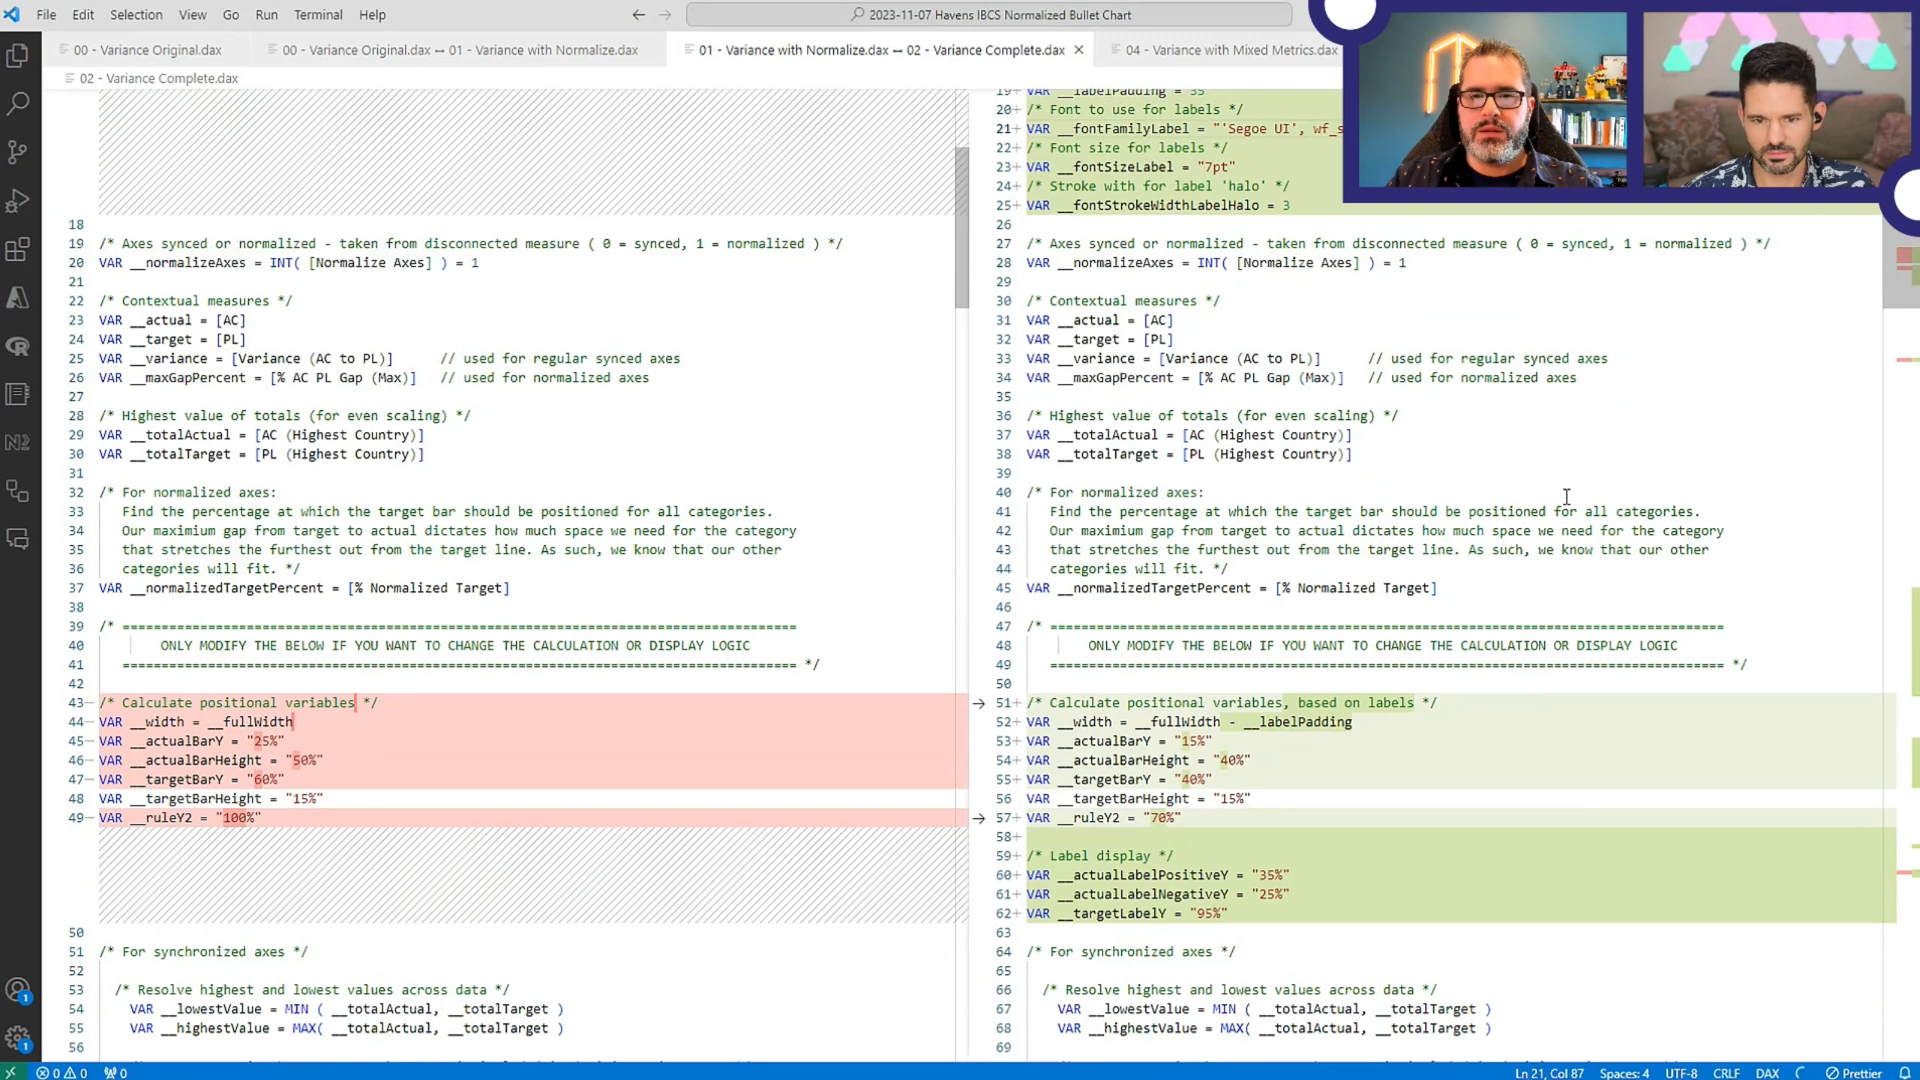 File Edit Selection View Go Run Terminal Help
2023-11-07 Havens IBCS Normalized Bullet Chart
00 - Variance Original.dax
00 - Variance Original.dax ↔ 01 - Variance with Normalize.dax
01 - Variance with Normalize.dax ↔ 02 - Variance Complete.dax
04 - Variance with Mixed Metrics.dax
02 - Variance Complete.dax
18
19 /* Axes synced or normalized - taken from disconnected measure ( 0 = synced, 1 = normalized ) */
20 VAR __normalizeAxes = INT( [Normalize Axes] ) = 1
21
22 /* Contextual measures */
23 VAR __actual = [AC]
24 VAR __target = [PL]
25 VAR __variance = [Variance (AC to PL)] // used for regular synced axes
26 VAR __maxGapPercent = [% AC PL Gap (Max)] // used for normalized axes
27
28 /* Highest value of totals (for even scaling) */
29 VAR __totalActual = [AC (Highest Country)]
30 VAR __totalTarget = [PL (Highest Country)]
31
32 /* For normalized axes:
33 Find the percentage at which the target bar should be positioned for all categories.
34 Our maximium gap from target to actual dictates how much space we need for the category
35 that stretches the furthest out from the target line. As such, we know that our other
36 categories will fit. */
37 VAR __normalizedTargetPercent = [% Normalized Target]
38
39 /* =======================================================================================
40 ONLY MODIFY THE BELOW IF YOU WANT TO CHANGE THE CALCULATION OR DISPLAY LOGIC
41 ======================================================================================= */
42
43− /* Calculate positional variables */
44− VAR __width = __fullWidth
45− VAR __actualBarY = "25%"
46− VAR __actualBarHeight = "50%"
47− VAR __targetBarY = "60%"
48 VAR __targetBarHeight = "15%"
49− VAR __ruleY2 = "100%"
50
51 /* For synchronized axes */
52
53 /* Resolve highest and lowest values across data */
54 VAR __lowestValue = MIN ( __totalActual, __totalTarget )
55 VAR __highestValue = MAX( __totalActual, __totalTarget )
56
19+ VAR __labelPadding = 35
20+ /* Font to use for labels */
21+ VAR __fontFamilyLabel = "'Segoe UI', wf_s
22+ /* Font size for labels */
23+ VAR __fontSizeLabel = "7pt"
24+ /* Stroke with for label 'halo' */
25+ VAR __fontStrokeWidthLabelHalo = 3
26
27 /* Axes synced or normalized - taken from disconnected measure ( 0 = synced, 1 = normalized ) */
28 VAR __normalizeAxes = INT( [Normalize Axes] ) = 1
29
30 /* Contextual measures */
31 VAR __actual = [AC]
32 VAR __target = [PL]
33 VAR __variance = [Variance (AC to PL)] // used for regular synced axes
34 VAR __maxGapPercent = [% AC PL Gap (Max)] // used for normalized axes
35
36 /* Highest value of totals (for even scaling) */
37 VAR __totalActual = [AC (Highest Country)]
38 VAR __totalTarget = [PL (Highest Country)]
39
40 /* For normalized axes:
41 Find the percentage at which the target bar should be positioned for all categories.
42 Our maximium gap from target to actual dictates how much space we need for the category
43 that stretches the furthest out from the target line. As such, we know that our other
44 categories will fit. */
45 VAR __normalizedTargetPercent = [% Normalized Target]
46
47 /* =======================================================================================
48 ONLY MODIFY THE BELOW IF YOU WANT TO CHANGE THE CALCULATION OR DISPLAY LOGIC
49 ======================================================================================= */
50
51+ /* Calculate positional variables, based on labels */
52+ VAR __width = __fullWidth - __labelPadding
53+ VAR __actualBarY = "15%"
54+ VAR __actualBarHeight = "40%"
55+ VAR __targetBarY = "40%"
56 VAR __targetBarHeight = "15%"
57+ VAR __ruleY2 = "70%"
58+
59+ /* Label display */
60+ VAR __actualLabelPositiveY = "35%"
61+ VAR __actualLabelNegativeY = "25%"
62+ VAR __targetLabelY = "95%"
63
64 /* For synchronized axes */
65
66 /* Resolve highest and lowest values across data */
67 VAR __lowestValue = MIN ( __totalActual, __totalTarget )
68 VAR __highestValue = MAX( __totalActual, __totalTarget )
69
0 0 0 Ln 21, Col 87 Spaces: 4 UTF-8 CRLF DAX Prettier